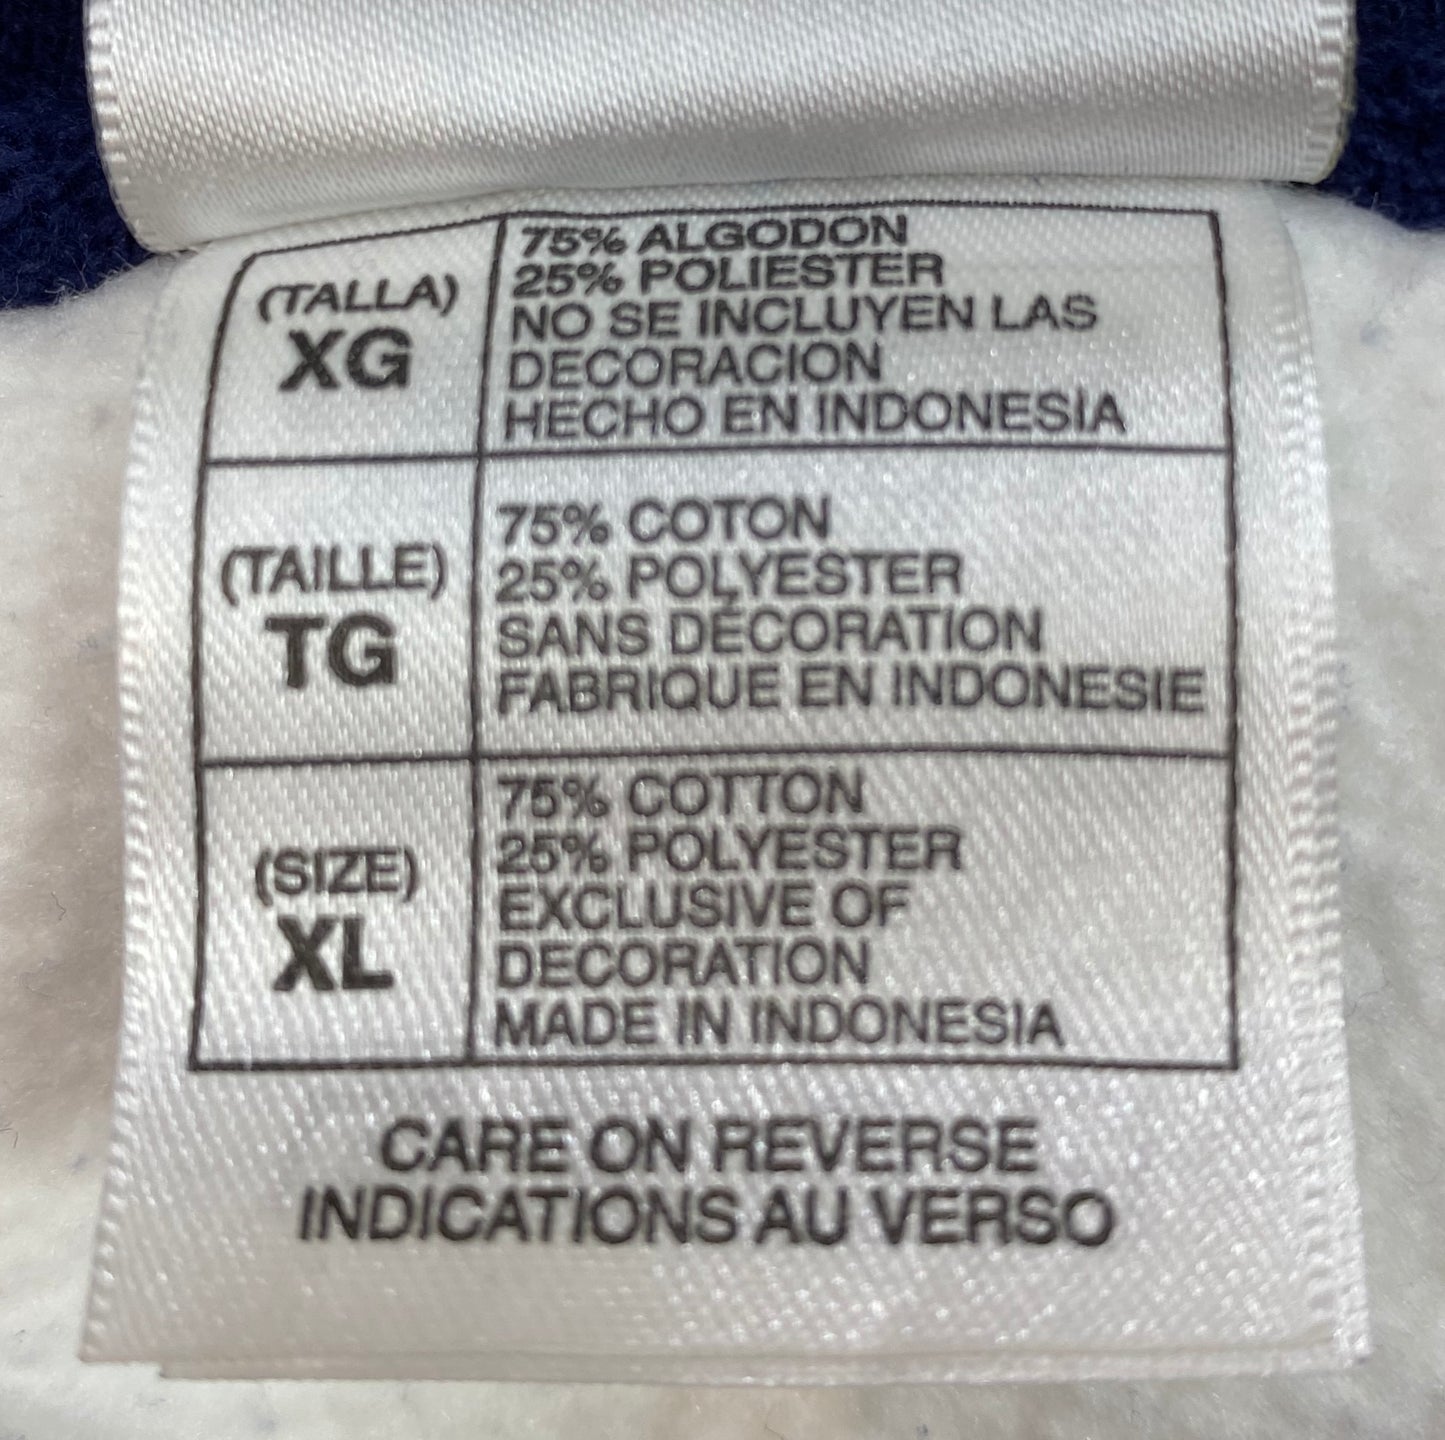 (TALLA)
XG
75% ALGODON
25% POLIESTER
NO SE INCLUYEN LAS
DECORACION
HECHO EN INDONESIA
(TAILLE)
TG
75% COTON
25% POLYESTER
SANS DÉCORATION
FABRIQUE EN INDONESIE
(SIZE)
XL
75% COTTON
25% POLYESTER
EXCLUSIVE OF
DECORATION
MADE IN INDONESIA
CARE ON REVERSE
INDICATIONS AU VERSO